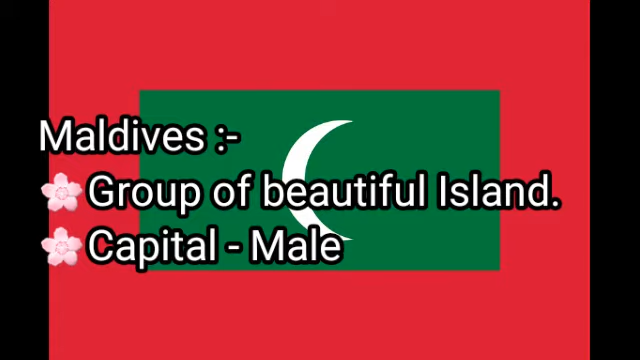 Maldives :-
🌸Group of beautiful Island.
🌸Capital - Male